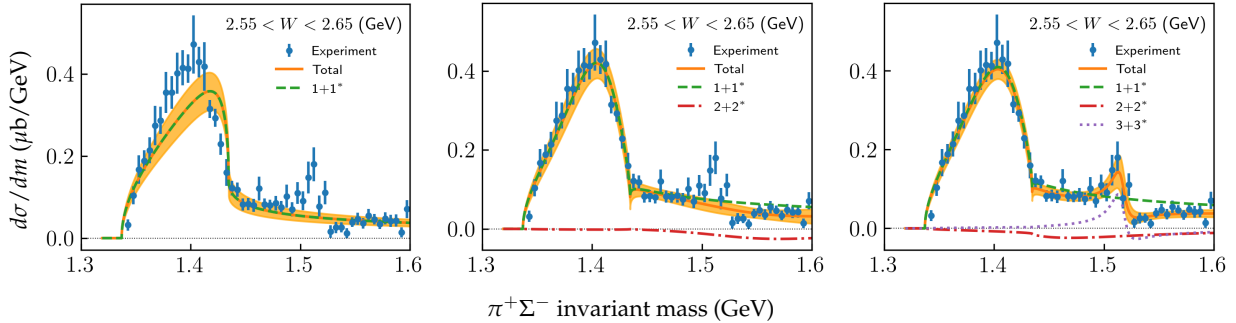 dσ/dm (μb/GeV)
2.55 < W < 2.65 (GeV)
Experiment
Total
1+1*
0.4
0.2
0.0
1.3
1.4
1.5
1.6
2.55 < W < 2.65 (GeV)
Experiment
Total
1+1*
2+2*
0.4
0.2
0.0
1.3
1.4
1.5
1.6
2.55 < W < 2.65 (GeV)
Experiment
Total
1+1*
2+2*
3+3*
0.4
0.2
0.0
1.3
1.4
1.5
1.6
π⁺Σ⁻ invariant mass (GeV)